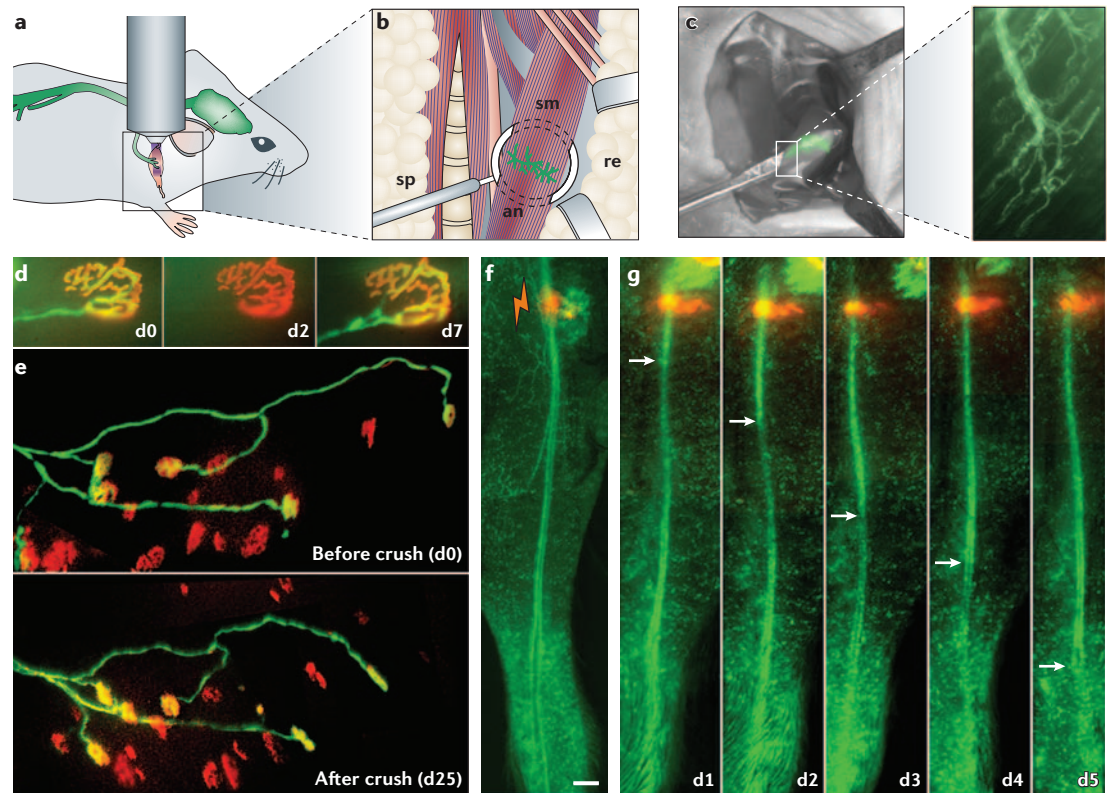 a
b
sm
sp
re
an
c
d
d0
d2
d7
e
Before crush (d0)
After crush (d25)
f
g
d1
d2
d3
d4
d5